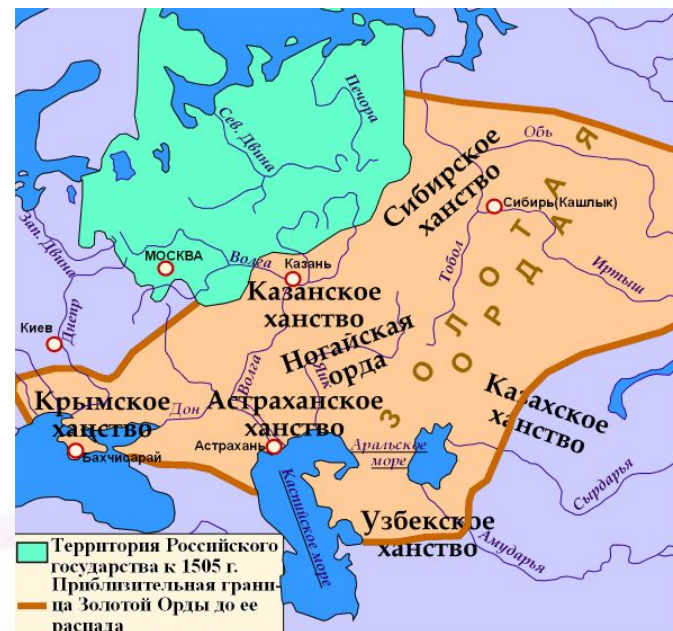 Печора
Сев. Двина
Обь
Сибирское
ханство
Сибирь(Кашлык)
ЗОЛОТАЯ
ОРДА
Зап. Двина
МОСКВА
Волга
Казань
Тобол
Иртыш
Казанское
ханство
Киев
Днепр
Ногайская
орда
Волга
Яик
Крымское
ханство
Дон
Астраханское
ханство
Казахское
ханство
Бахчисарай
Астрахань
Аральское
море
Каспийское море
Сырдарья
Узбекское
ханство
Амударья
Территория Российского
государства к 1505 г.
Приблизительная грани-
ца Золотой Орды до ее
распада